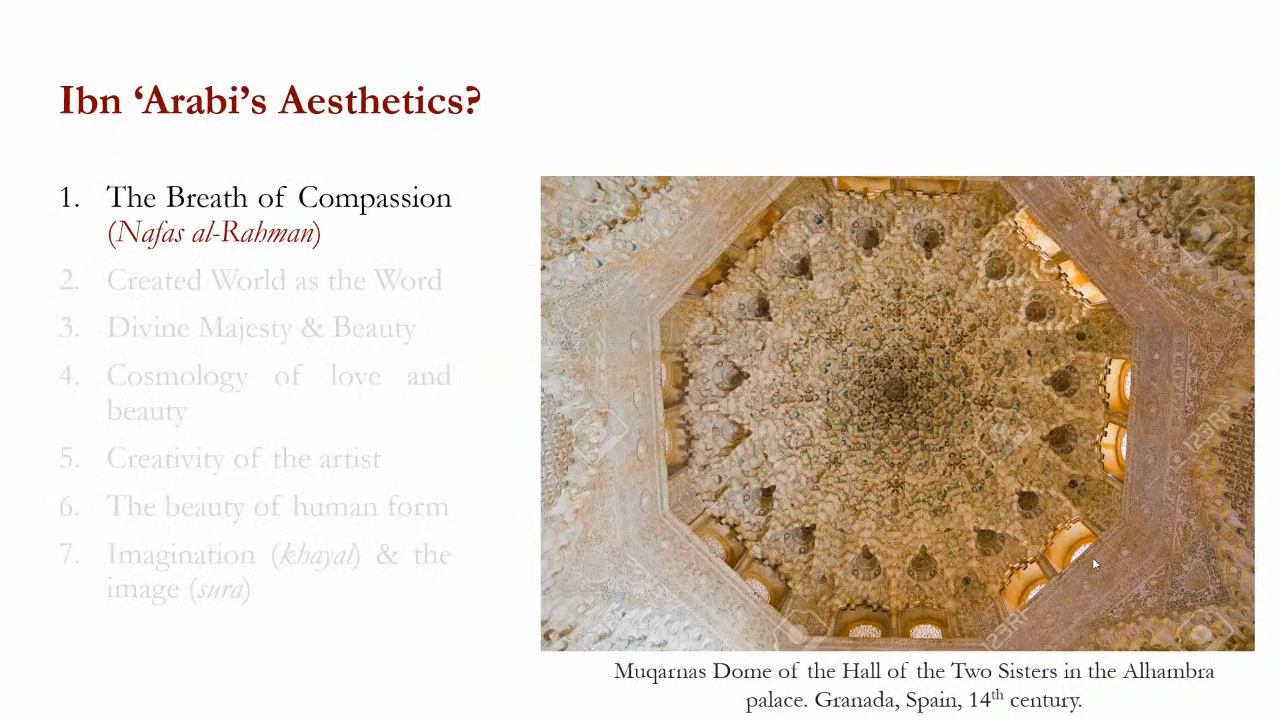 Ibn ‘Arabi’s Aesthetics?
1. The Breath of Compassion
(Nafas al-Rahman)
2. Created World as the Word
3. Divine Majesty & Beauty
4. Cosmology of love and
beauty
5. Creativity of the artist
6. The beauty of human form
7. Imagination (khayal) & the
image (sura)
123RF
123RF
Muqarnas Dome of the Hall of the Two Sisters in the Alhambra
palace. Granada, Spain, 14th century.